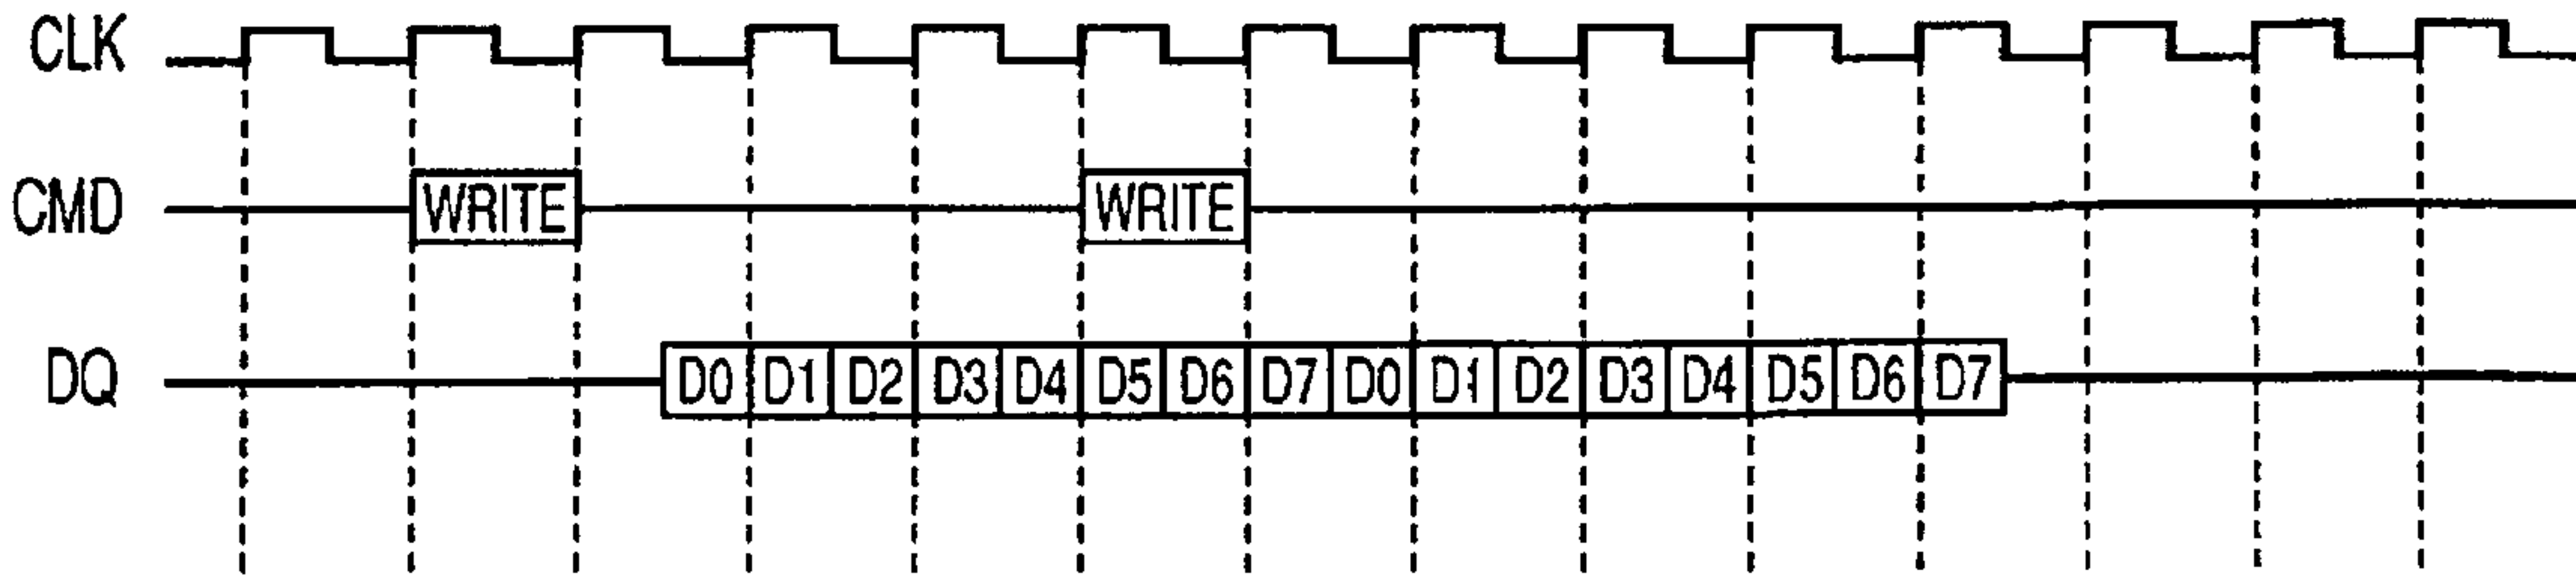 CLK
CMD WRITE WRITE
DQ D0 D1 D2 D3 D4 D5 D6 D7 D0 D1 D2 D3 D4 D5 D6 D7